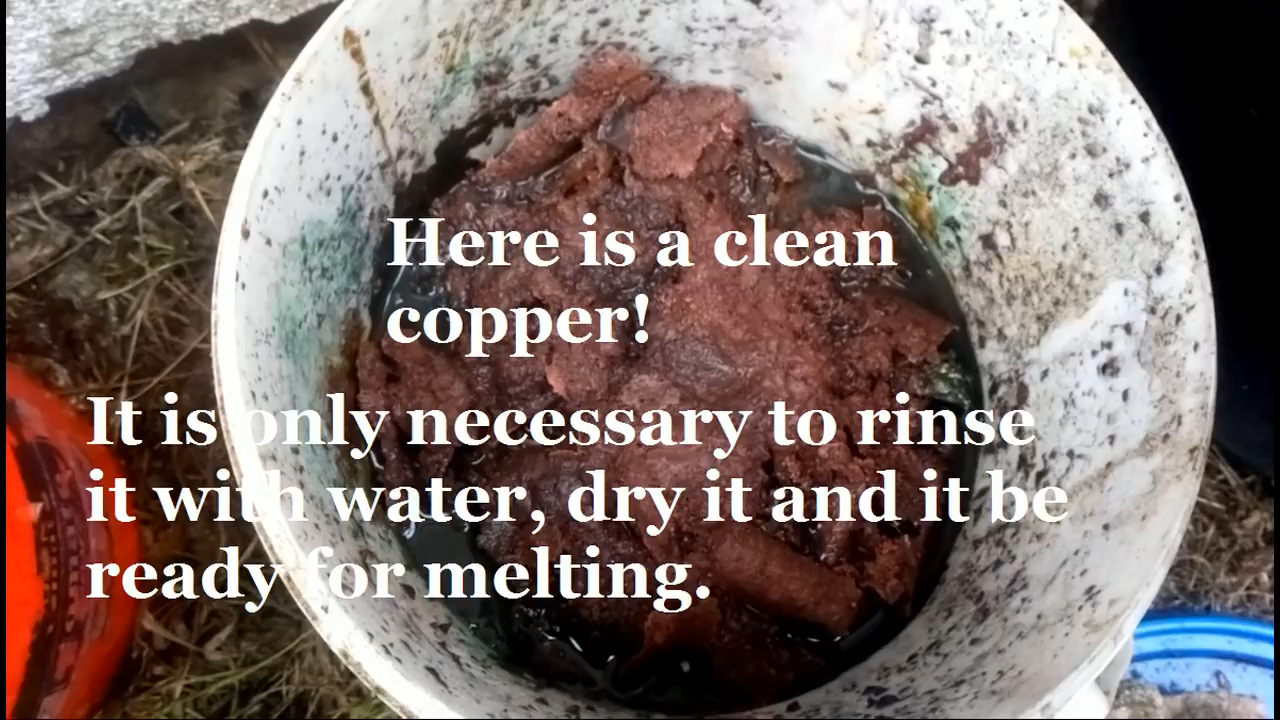 Here is a clean
copper!
It is only necessary to rinse
it with water, dry it and it be
ready for melting.